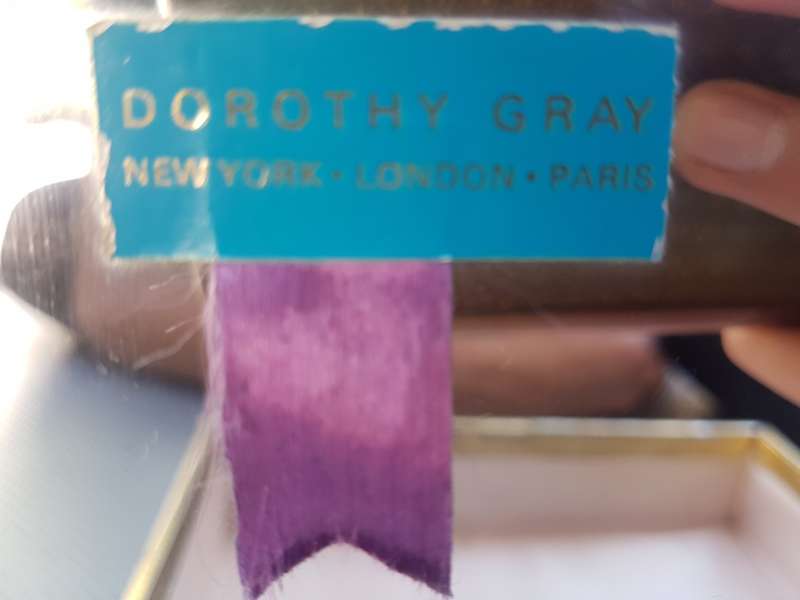 DOROTHY GRAY
NEW YORK • LONDON • PARIS